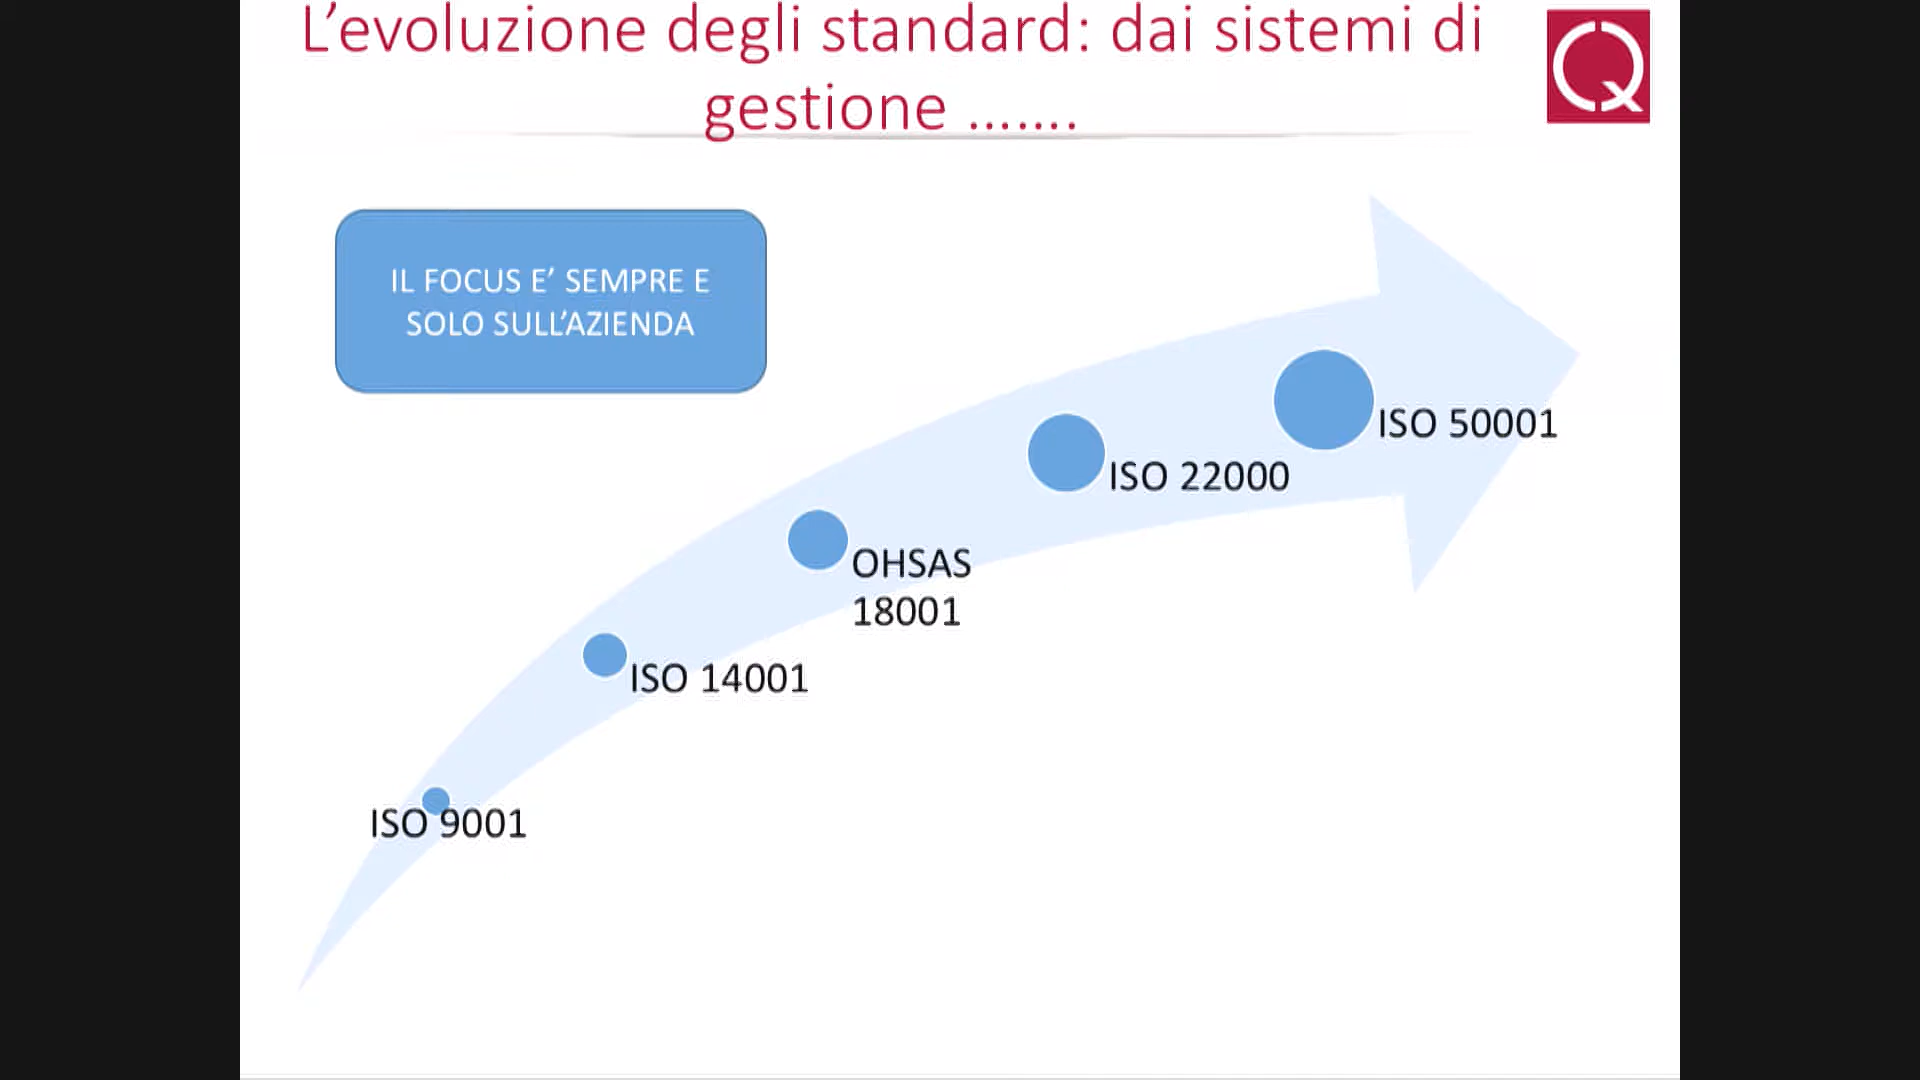 L’evoluzione degli standard: dai sistemi di
gestione …….
IL FOCUS E’ SEMPRE E
SOLO SULL’AZIENDA
ISO 50001
ISO 22000
OHSAS
18001
ISO 14001
ISO 9001